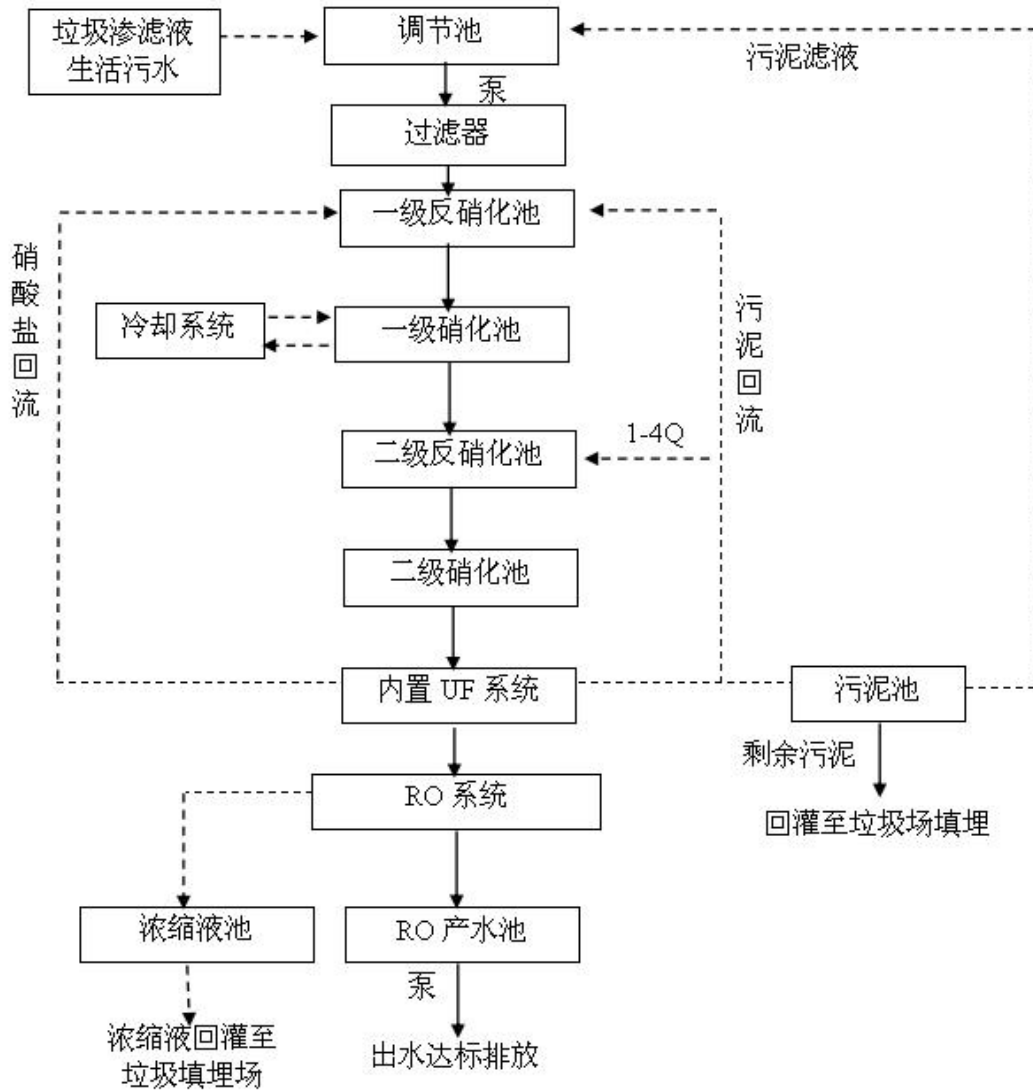 垃圾渗滤液
生活污水
调节池
污泥滤液
泵
过滤器
一级反硝化池
硝酸盐回流
冷却系统
一级硝化池
污泥回流
二级反硝化池
1-4Q
二级硝化池
内置 UF 系统
污泥池
剩余污泥
RO 系统
回灌至垃圾场填埋
浓缩液池
RO 产水池
泵
浓缩液回灌至
垃圾填埋场
出水达标排放